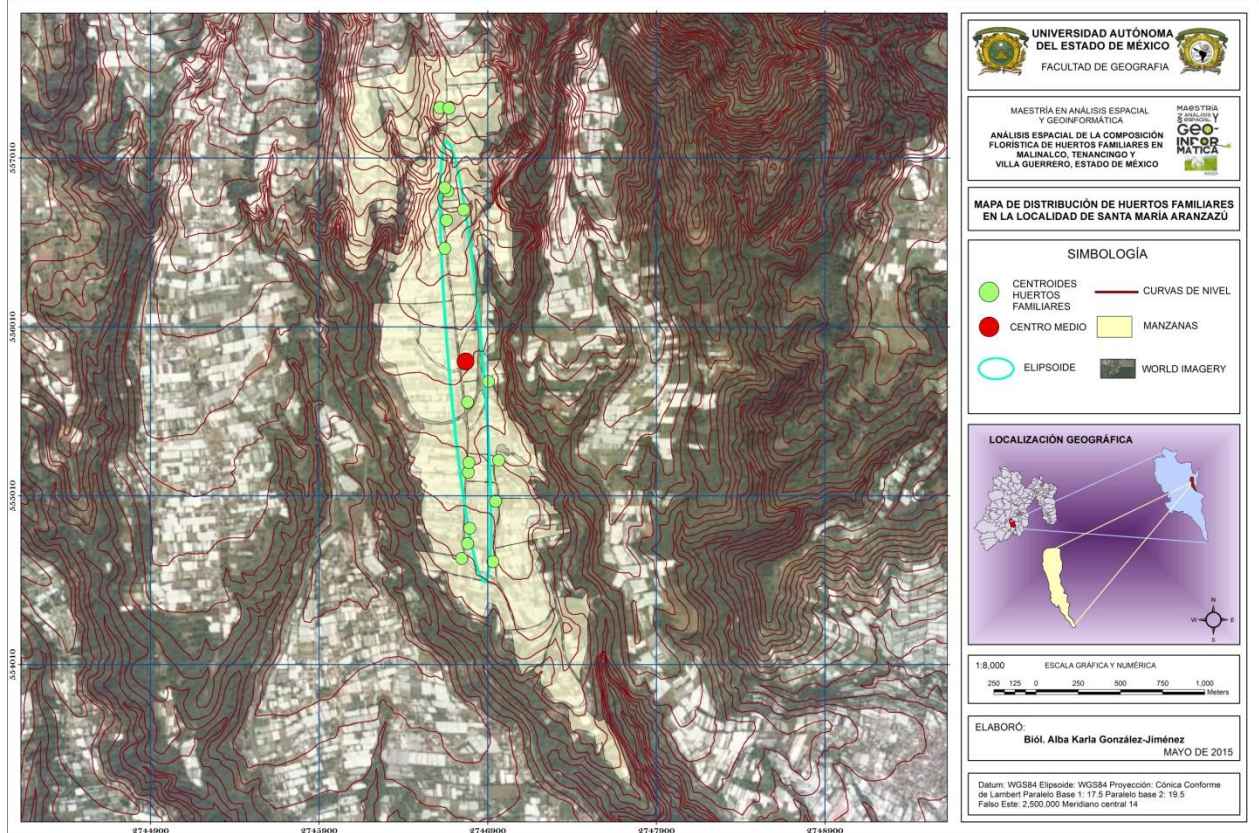 UNIVERSIDAD AUTÓNOMA
DEL ESTADO DE MÉXICO
FACULTAD DE GEOGRAFIA
MAESTRÍA EN ANÁLISIS ESPACIAL
Y GEOINFORMÁTICA
ANÁLISIS ESPACIAL DE LA COMPOSICIÓN
FLORÍSTICA DE HUERTOS FAMILIARES EN
MALINALCO, TENANCINGO Y
VILLA GUERRERO, ESTADO DE MÉXICO
MAESTRÍA
ANÁLISIS
ESPACIAL Y
GEO-
INFOR
MÁTICA
MAPA DE DISTRIBUCIÓN DE HUERTOS FAMILIARES
EN LA LOCALIDAD DE SANTA MARÍA ARANZAZÚ
SIMBOLOGÍA
CENTROIDES
HUERTOS
FAMILIARES
CURVAS DE NIVEL
CENTRO MEDIO
MANZANAS
ELIPSOIDE
WORLD IMAGERY
LOCALIZACIÓN GEOGRÁFICA
N
W
E
S
1:8,000
ESCALA GRÁFICA Y NUMÉRICA
250 125 0 250 500 750 1,000
Meters
ELABORÓ:
Biól. Alba Karla González-Jiménez
MAYO DE 2015
Datum: WGS84 Elipsoide: WGS84 Proyección: Cónica Conforme
de Lambert Paralelo Base 1: 17.5 Paralelo base 2: 19.5
Falso Este: 2,500,000 Meridiano central 14
557010
556010
555010
554010
2744900
2745900
2746900
2747900
2748900